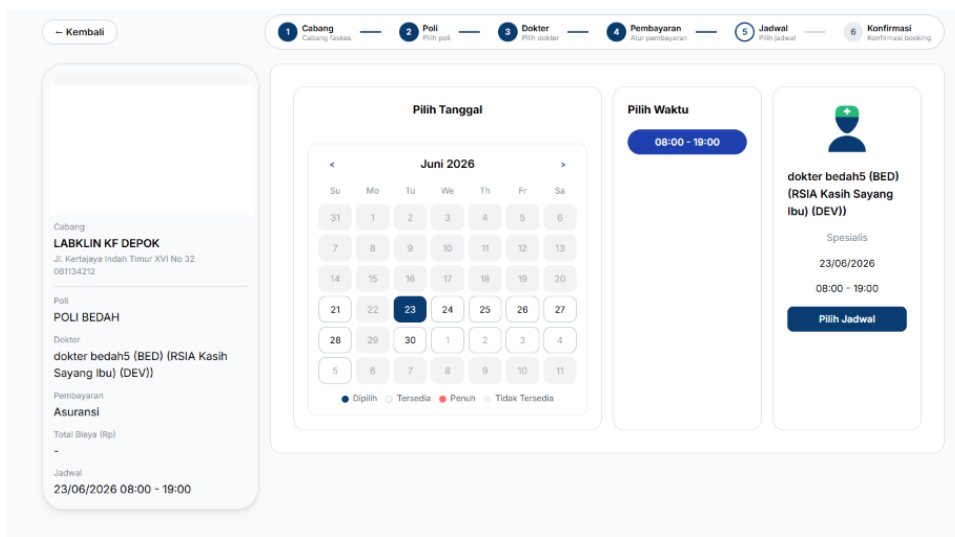 ← Kembali
1 Cabang
Cabang faskes
2 Poli
Pilih poli
3 Dokter
Pilih dokter
4 Pembayaran
Atur pembayaran
5 Jadwal
Pilih jadwal
6 Konfirmasi
Konfirmasi booking
Cabang
LABKLIN KF DEPOK
Jl. Kertajaya Indah Timur XVI No 32
081134212
Poli
POLI BEDAH
Dokter
dokter bedah5 (BED) (RSIA Kasih
Sayang Ibu) (DEV))
Pembayaran
Asuransi
Total Biaya (Rp)
-
Jadwal
23/06/2026 08:00 - 19:00
Pilih Tanggal
< Juni 2026 >
Su Mo Tu We Th Fr Sa
31 1 2 3 4 5 6
7 8 9 10 11 12 13
14 15 16 17 18 19 20
21 22 23 24 25 26 27
28 29 30 1 2 3 4
5 6 7 8 9 10 11
Dipilih Tersedia Penuh Tidak Tersedia
Pilih Waktu
08:00 - 19:00
dokter bedah5 (BED)
(RSIA Kasih Sayang
Ibu) (DEV))
Spesialis
23/06/2026
08:00 - 19:00
Pilih Jadwal